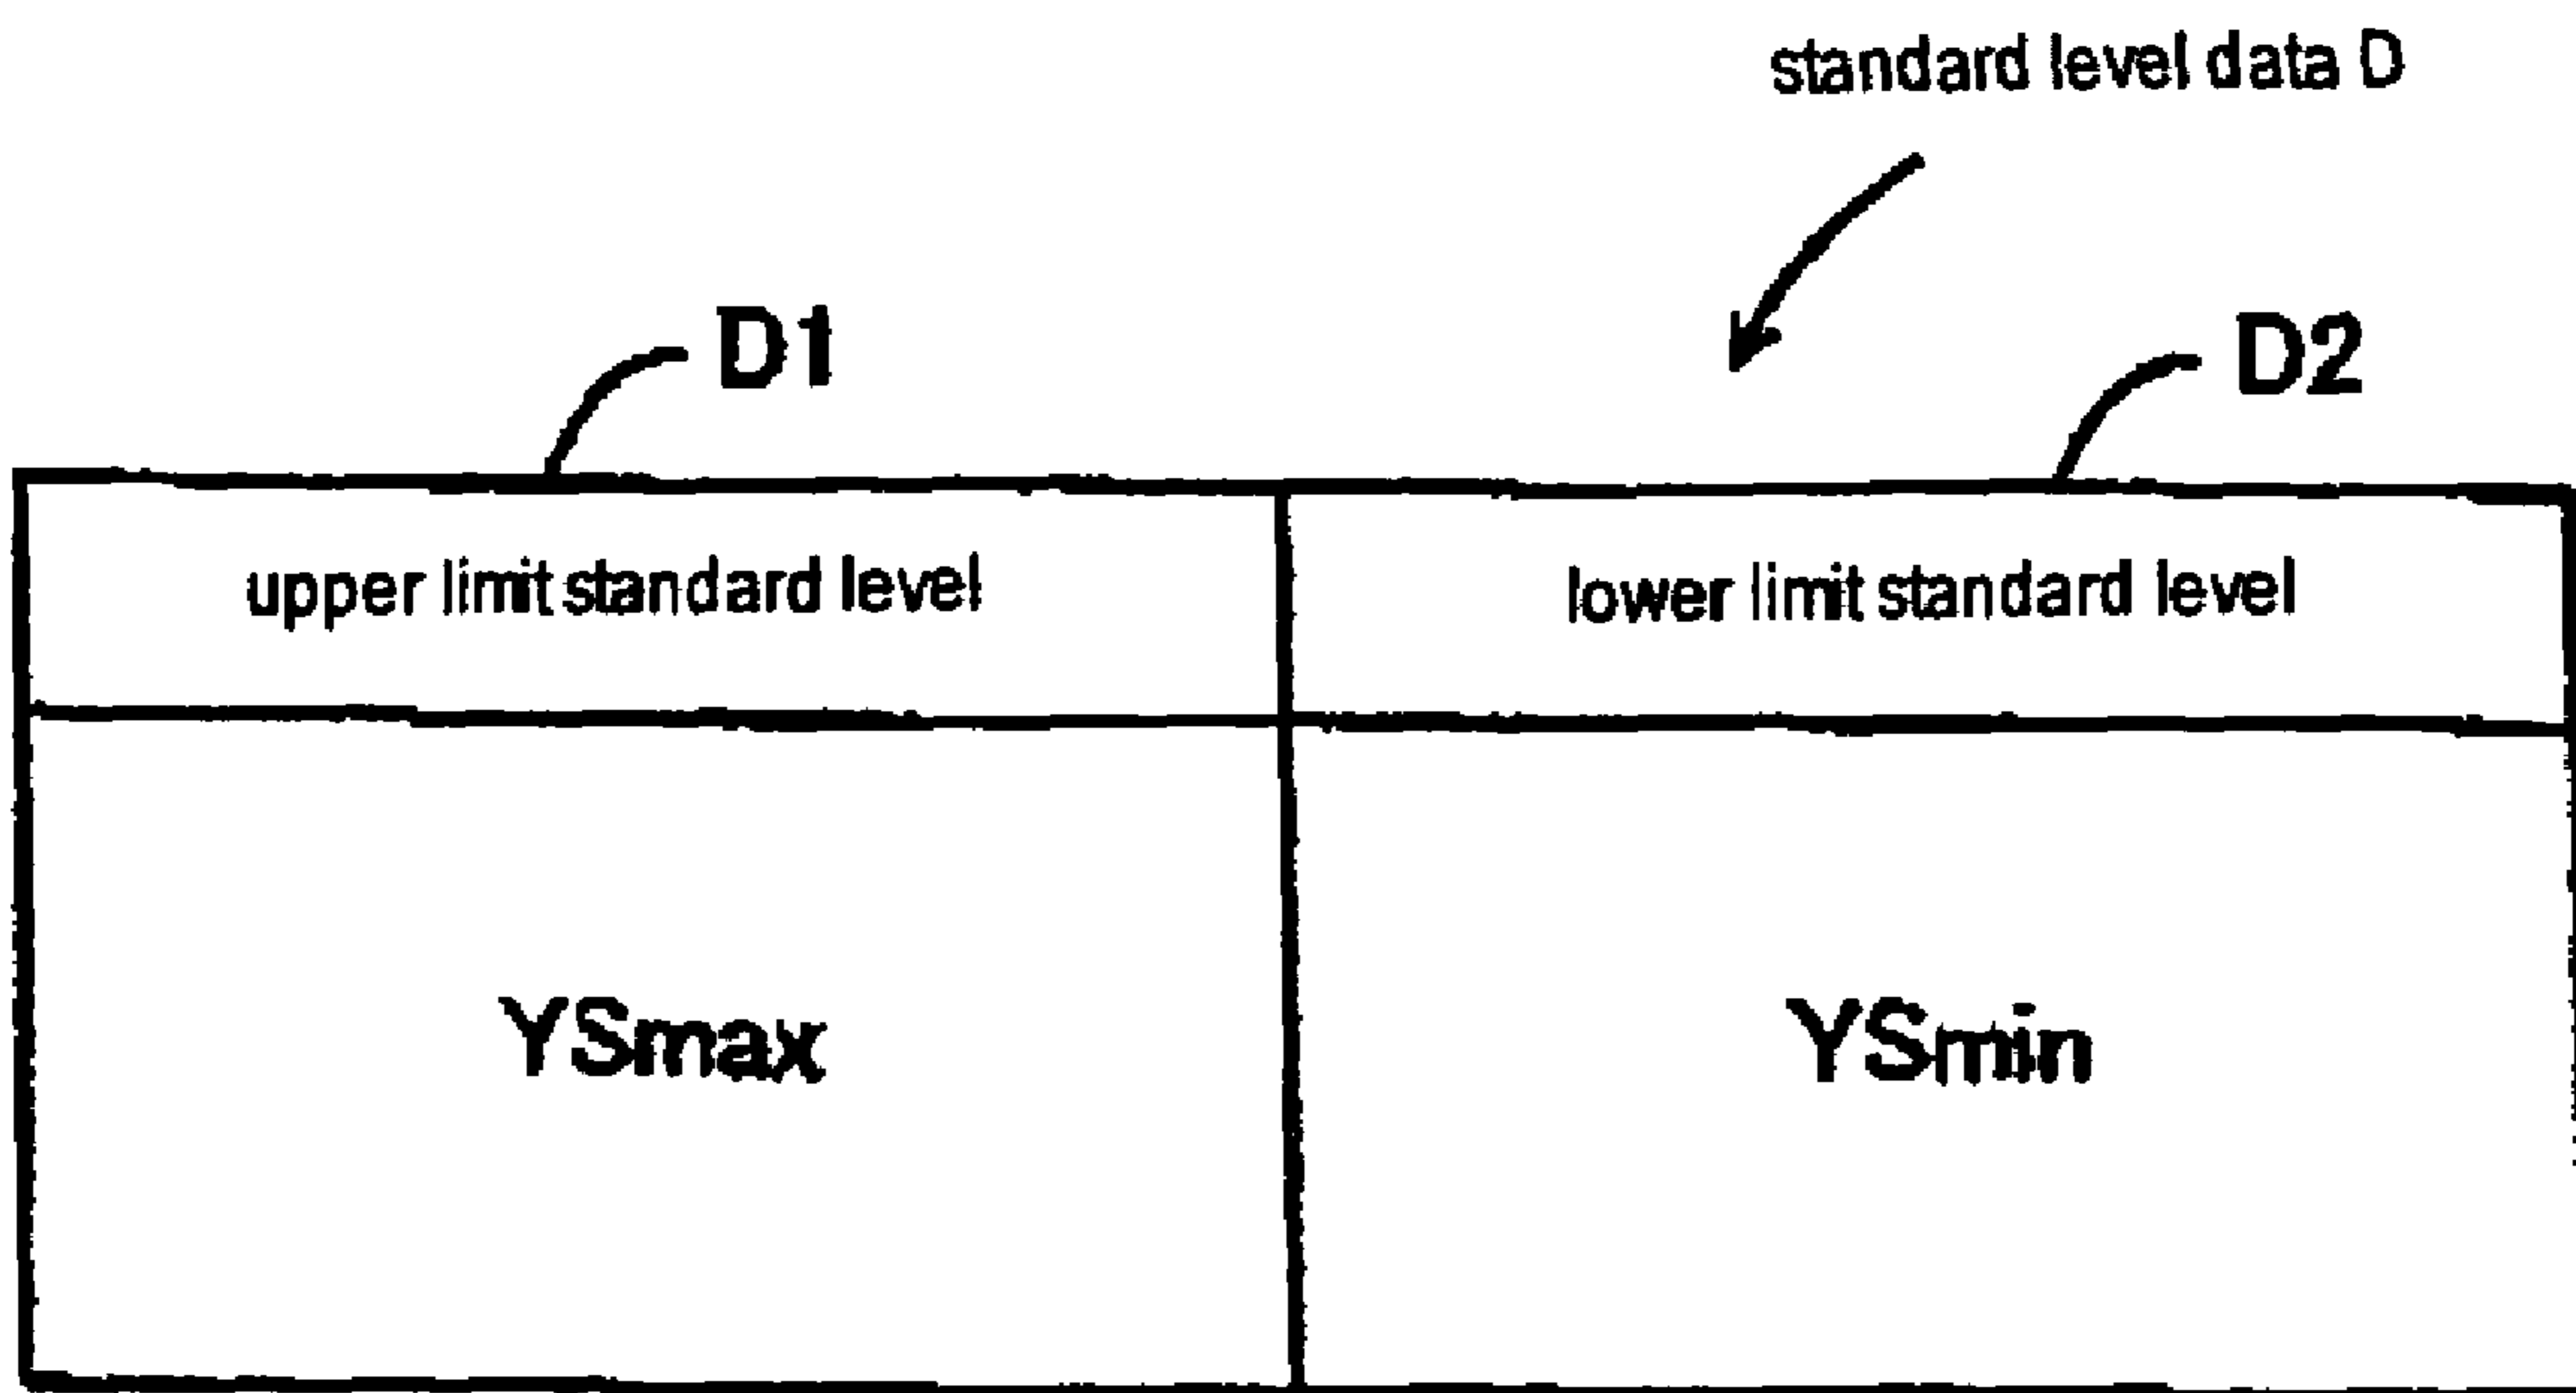 standard level data D
D1
D2
upper limit standard level
lower limit standard level
YSmax
YSmin